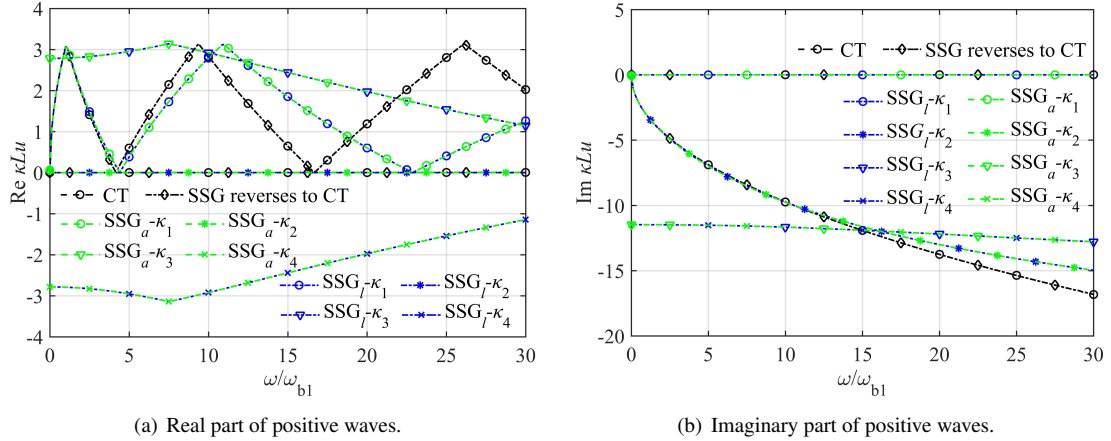 4
3
2
1
0
-1
-2
-3
-4
Re κLu
CT
SSG reverses to CT
SSGa-κ1
SSGa-κ2
SSGa-κ3
SSGa-κ4
SSGl-κ1
SSGl-κ2
SSGl-κ3
SSGl-κ4
0 5 10 15 20 25 30
ω/ωb1
(a) Real part of positive waves.
5
0
-5
-10
-15
-20
Im κLu
CT
SSG reverses to CT
SSGl-κ1
SSGa-κ1
SSGl-κ2
SSGa-κ2
SSGl-κ3
SSGa-κ3
SSGl-κ4
SSGa-κ4
0 5 10 15 20 25 30
ω/ωb1
(b) Imaginary part of positive waves.